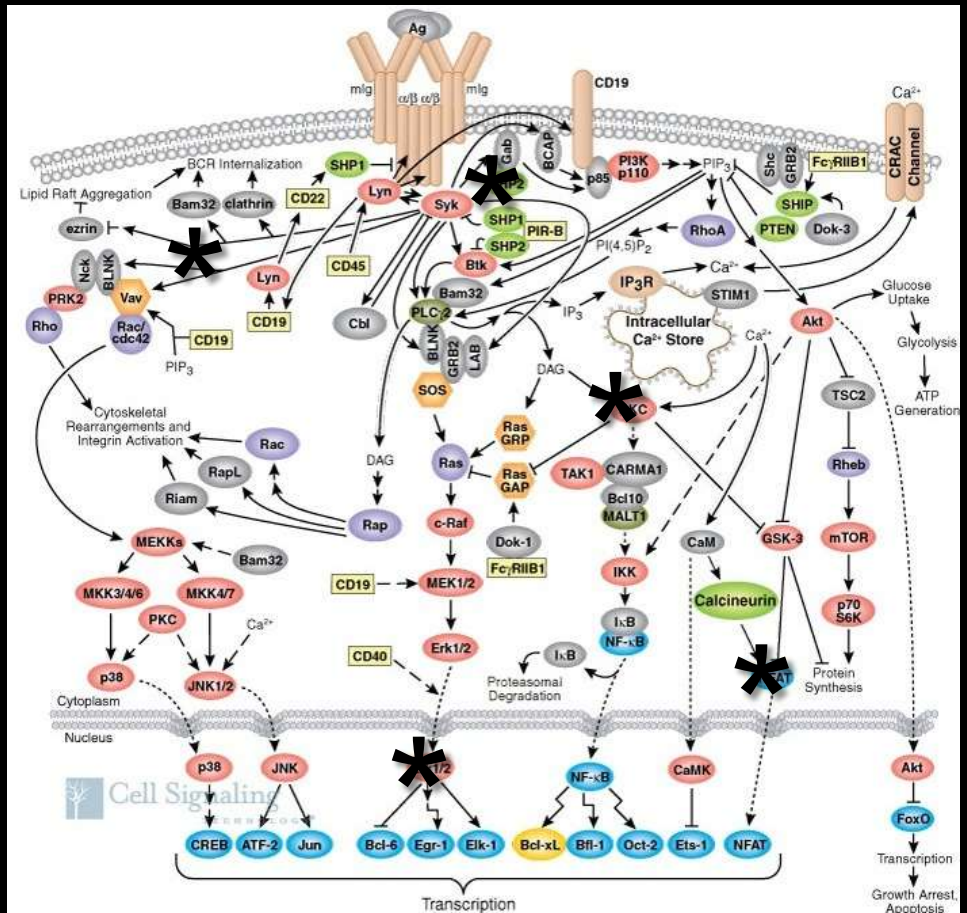 Ag
mIg
α/β α/β
mIg
CD19
Ca²⁺
CRAC
Channel
BCR Internalization
Lipid Raft Aggregation
SHP1
Lyn
Gab
BCAP
p85
PI3K
p110
PIP₃
Shc
GRB2
FcγRIIB1
SHIP
PTEN
Dok-3
CD22
Bam32
clathrin
ezrin
Syk
SHP1
SHP2
PIR-B
RhoA
PI(4,5)P₂
CD45
Lyn
CD19
Btk
Nck
BLNK
Vav
PRK2
Rho
Rac/
cdc42
CD19
PIP₃
Cbl
Bam32
PLCγ2
BLNK
GRB2
LAB
IP₃
IP₃R
Ca²⁺
STIM1
Intracellular
Ca²⁺ Store
Ca²⁺
Akt
Glucose
Uptake
Glycolysis
ATP
Generation
SOS
DAG
TSC2
Cytoskeletal
Rearrangements and
Integrin Activation
Rac
RapL
Riam
DAG
Rap
Ras
Ras
GRP
Ras
GAP
TAK1
CARMA1
Bcl10
MALT1
Rheb
c-Raf
Dok-1
FcγRIIB1
CaM
GSK-3
mTOR
MEKKs
Bam32
MKK3/4/6
MKK4/7
CD19
MEK1/2
IKK
Calcineurin
p70
S6K
PKC
Ca²⁺
IκB
NF-κB
Erk1/2
CD40
IκB
p38
JNK1/2
Proteasomal
Degradation
Protein
Synthesis
Cytoplasm
Nucleus
p38
JNK
NF-κB
CaMK
Akt
Cell Signaling
TECHNOLOGY®
CREB
ATF-2
Jun
Bcl-6
Egr-1
Elk-1
Bcl-xL
Bfl-1
Oct-2
Ets-1
NFAT
FoxO
Transcription
Transcription
Growth Arrest,
Apoptosis